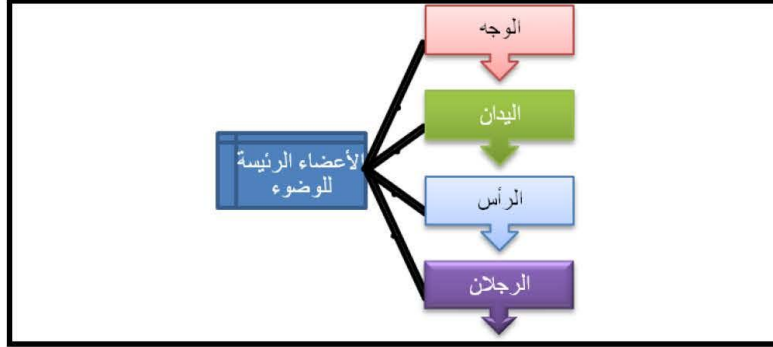 الأعضاء الرئيسة
للوضوء
الوجه
اليدان
الرأس
الرجلان